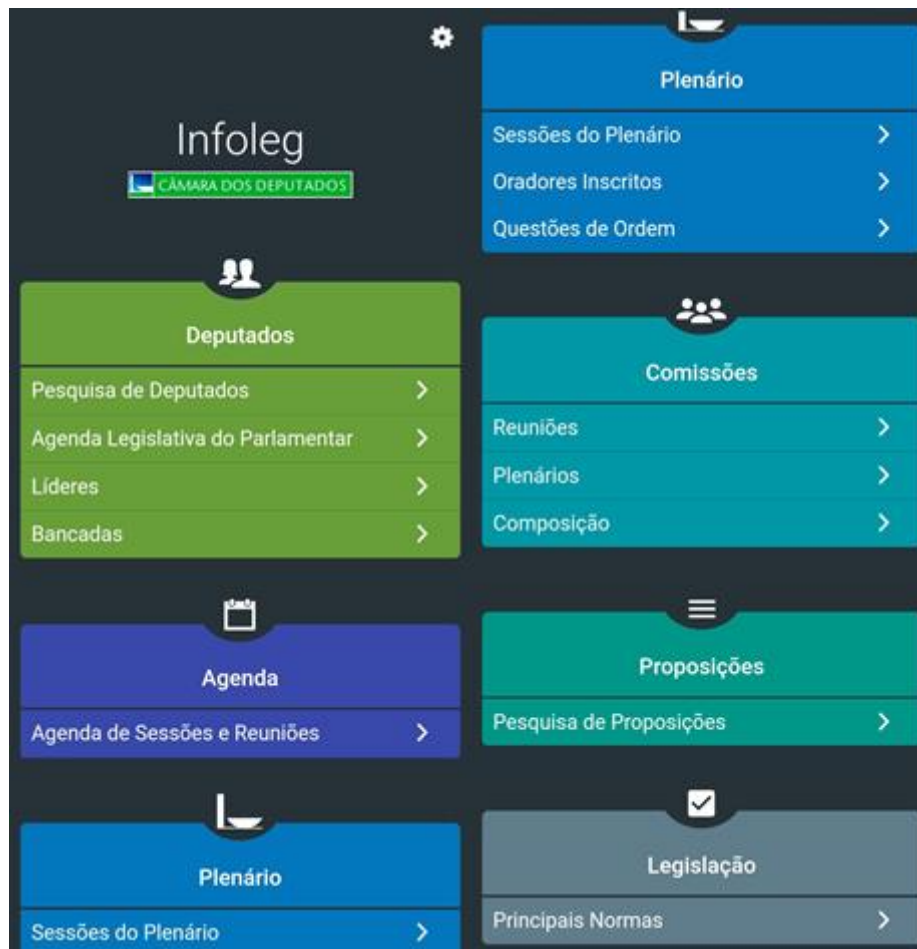 Infoleg
CÂMARA DOS DEPUTADOS
Deputados
Pesquisa de Deputados
Agenda Legislativa do Parlamentar
Líderes
Bancadas
Agenda
Agenda de Sessões e Reuniões
Plenário
Sessões do Plenário
Plenário
Sessões do Plenário
Oradores Inscritos
Questões de Ordem
Comissões
Reuniões
Plenários
Composição
Proposições
Pesquisa de Proposições
Legislação
Principais Normas